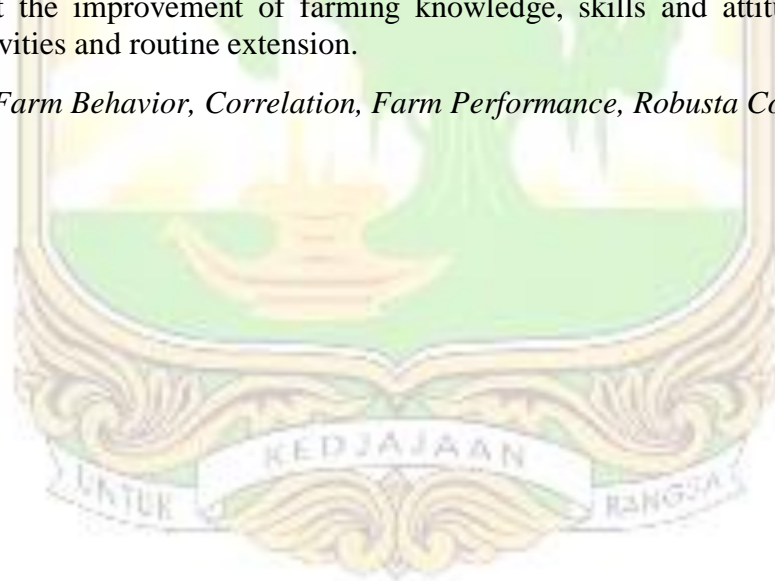 t the improvement of farming knowledge, skills and attitu
vities and routine extension.
Farm Behavior, Correlation, Farm Performance, Robusta Co
KEDJAJAAN
UNTUK BANGSA